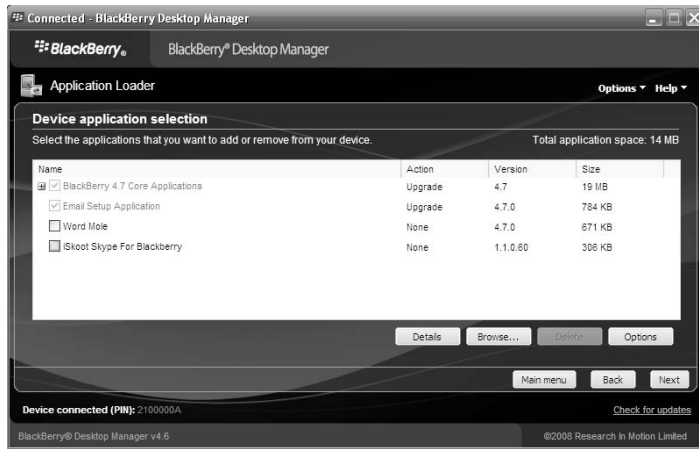 Connected - BlackBerry Desktop Manager
BlackBerry® BlackBerry® Desktop Manager
Application Loader Options Help
Device application selection
Select the applications that you want to add or remove from your device. Total application space: 14 MB
Name Action Version Size
BlackBerry 4.7 Core Applications Upgrade 4.7 19 MB
Email Setup Application Upgrade 4.7.0 784 KB
Word Mole None 4.7.0 671 KB
iSkoot Skype For Blackberry None 1.1.0.60 306 KB
Details Browse... Delete Options
Main menu Back Next
Device connected (PIN): 2100000A Check for updates
BlackBerry® Desktop Manager v4.6 ©2008 Research In Motion Limited